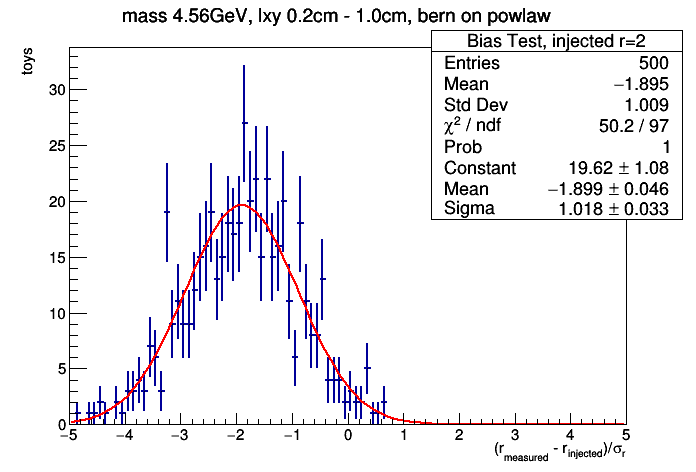 mass 4.56GeV, lxy 0.2cm - 1.0cm, bern on powlaw
Bias Test, injected r=2
Entries 500
Mean −1.895
Std Dev 1.009
χ² / ndf 50.2 / 97
Prob 1
Constant 19.62 ± 1.08
Mean −1.899 ± 0.046
Sigma 1.018 ± 0.033
toys
30
25
20
15
10
5
0
−5 −4 −3 −2 −1 0 1 2 3 4 5
(r_measured - r_injected)/σ_r